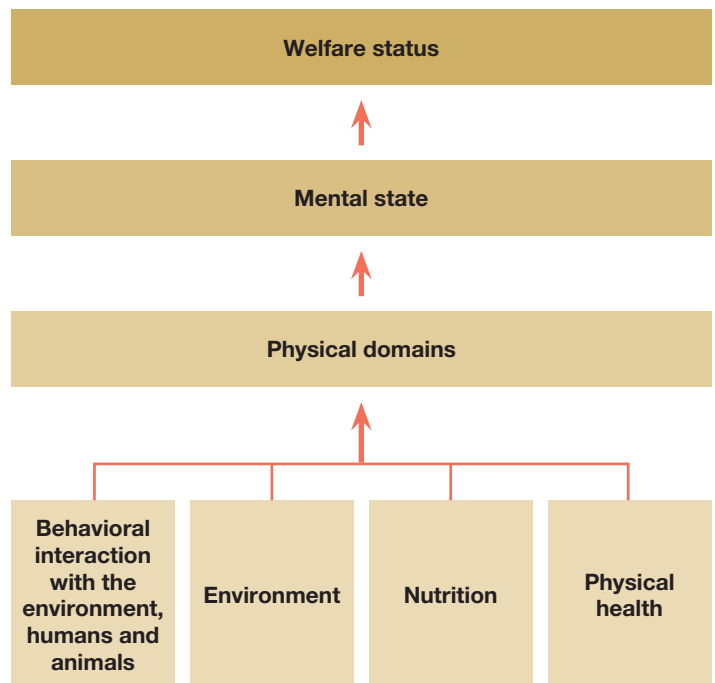 Welfare status
Mental state
Physical domains
Behavioral
interaction
with the
environment,
humans and
animals
Environment
Nutrition
Physical
health